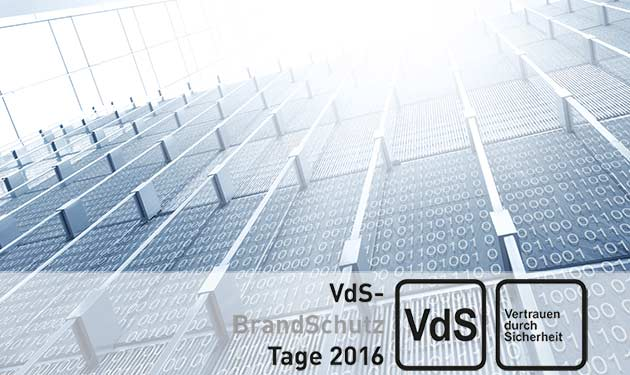 VdS-
BrandSchutz
Tage 2016
VdS
Vertrauen
durch
Sicherheit